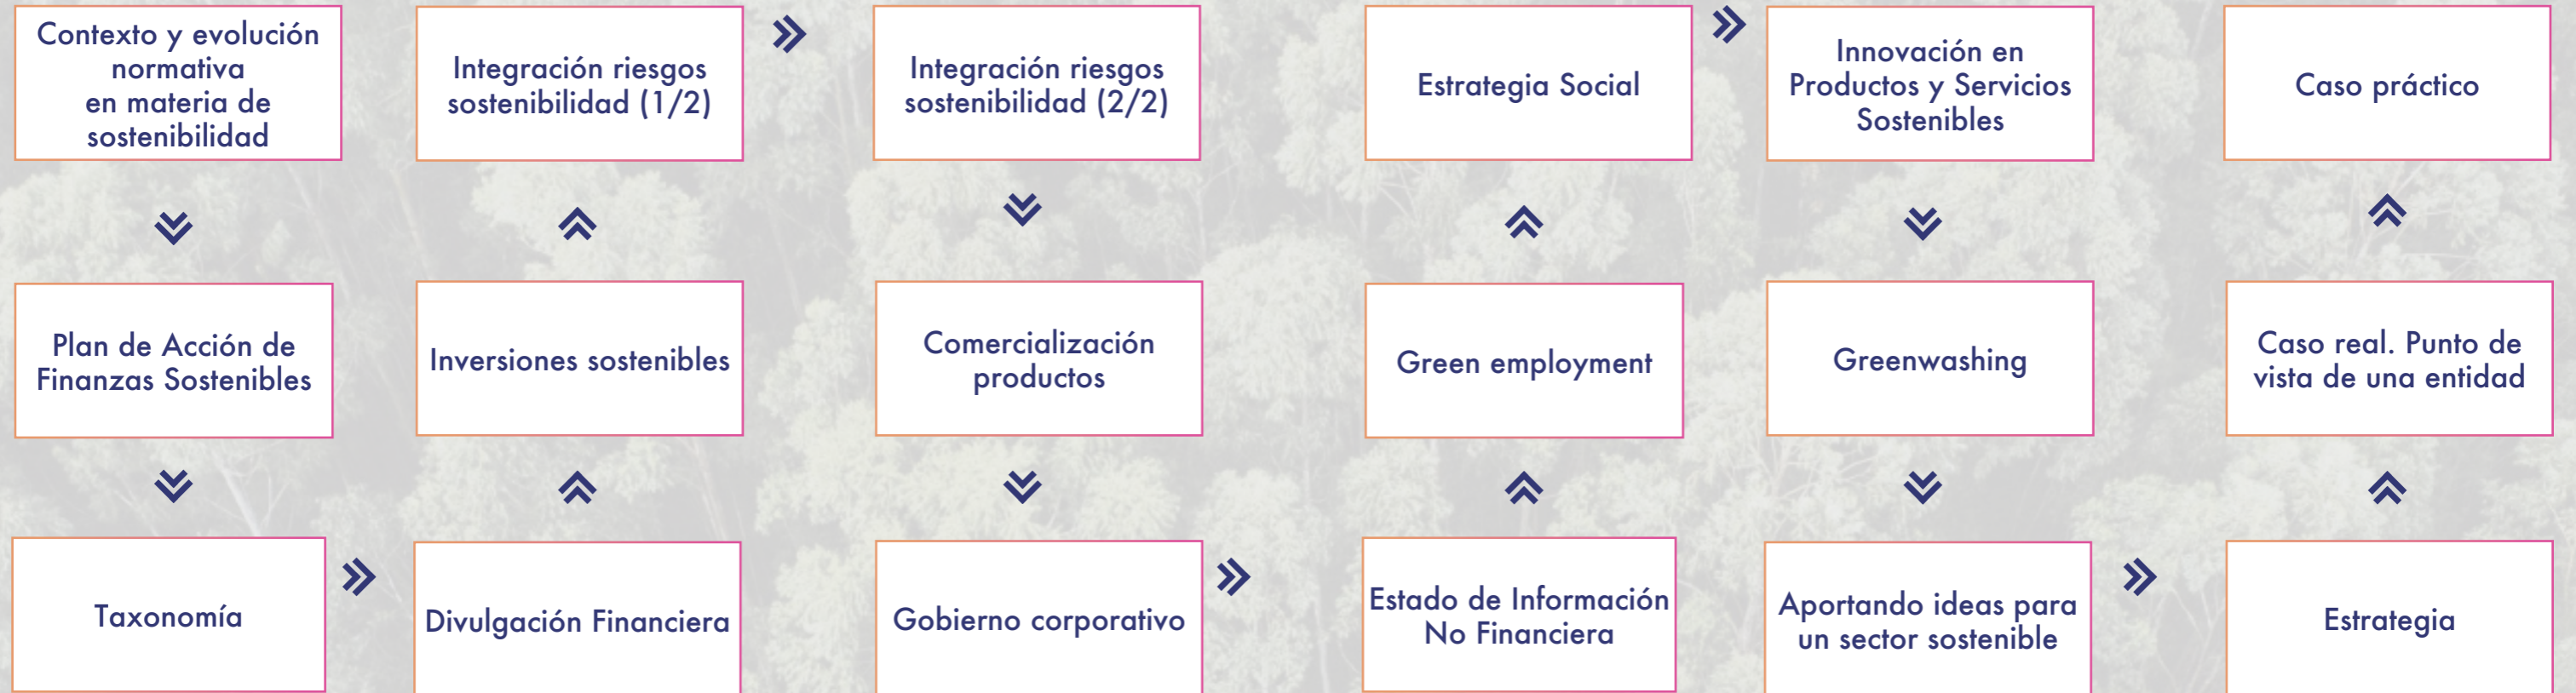 Contexto y evolución
normativa
en materia de
sostenibilidad
Plan de Acción de
Finanzas Sostenibles
Taxonomía
Divulgación Financiera
Inversiones sostenibles
Integración riesgos
sostenibilidad (1/2)
Integración riesgos
sostenibilidad (2/2)
Comercialización
productos
Gobierno corporativo
Estado de Información
No Financiera
Green employment
Estrategia Social
Innovación en
Productos y Servicios
Sostenibles
Greenwashing
Aportando ideas para
un sector sostenible
Estrategia
Caso real. Punto de
vista de una entidad
Caso práctico